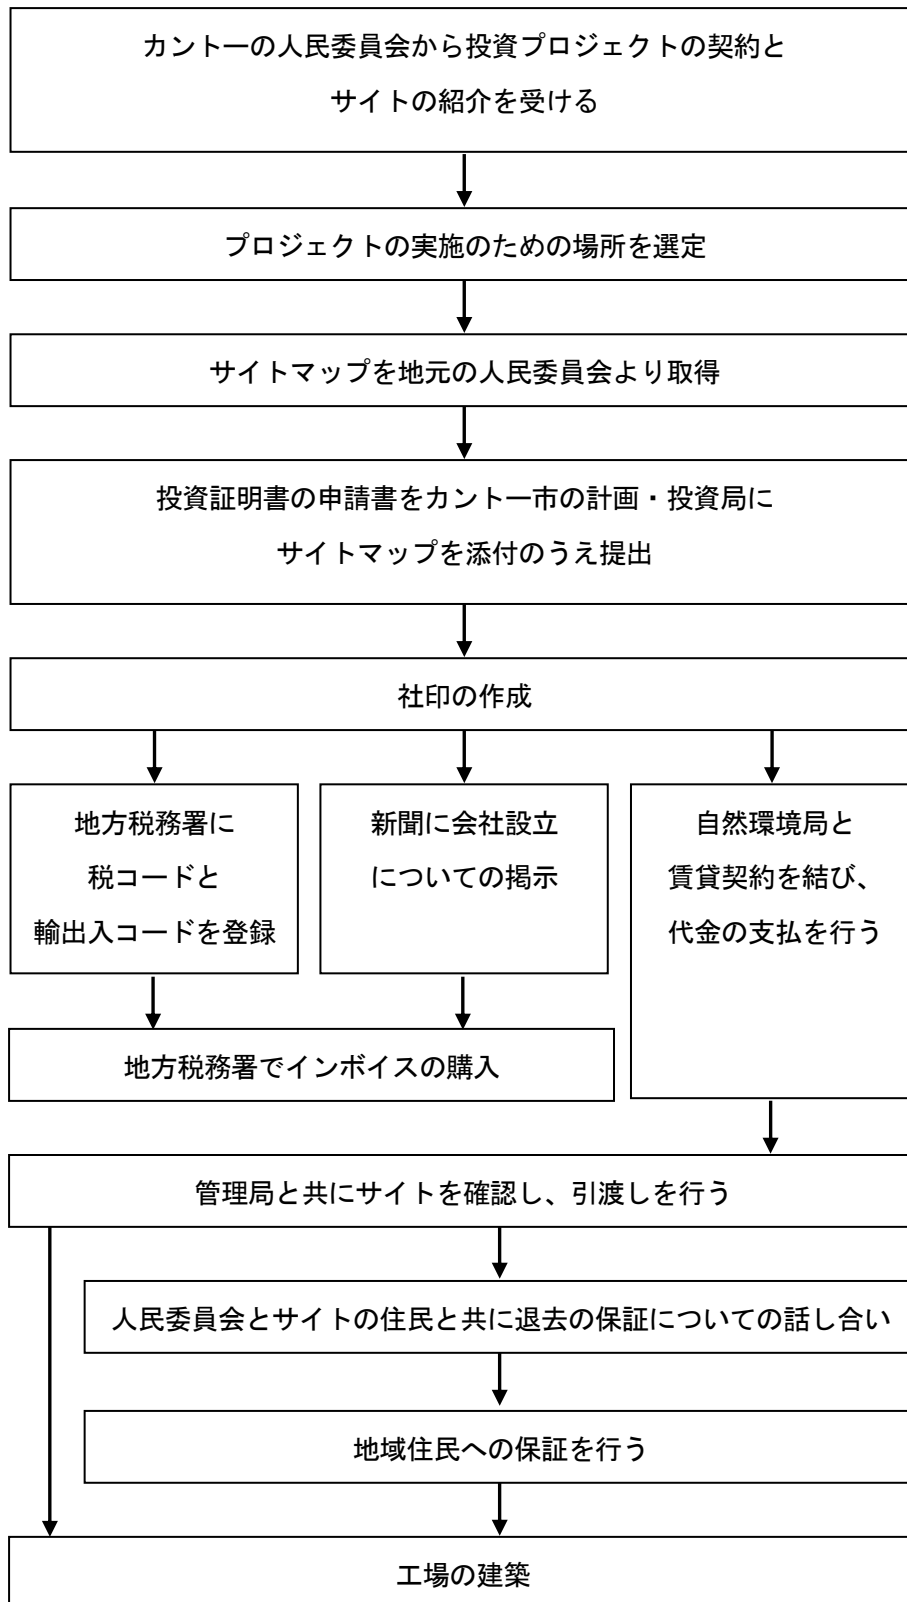 カントーの人民委員会から投資プロジェクトの契約と
サイトの紹介を受ける
プロジェクトの実施のための場所を選定
サイトマップを地元の人民委員会より取得
投資証明書の申請書をカントー市の計画・投資局に
サイトマップを添付のうえ提出
社印の作成
地方税務署に
税コードと
輸出入コードを登録
新聞に会社設立
についての掲示
自然環境局と
賃貸契約を結び、
代金の支払を行う
地方税務署でインボイスの購入
管理局と共にサイトを確認し、引渡しを行う
人民委員会とサイトの住民と共に退去の保証についての話し合い
地域住民への保証を行う
工場の建築